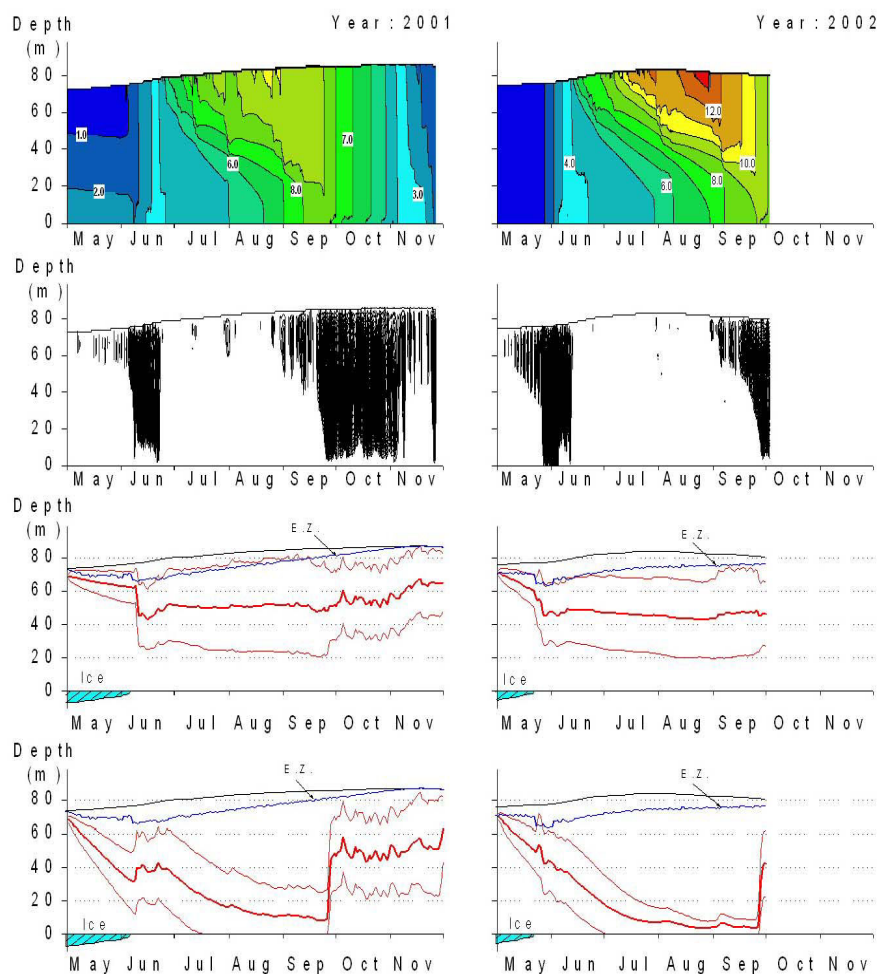 Depth Year: 2001 Year: 2002
(m)
80
60
40
20
0
1.0
2.0
6.0
8.0
7.0
3.0
4.0
6.0
8.0
12.0
10.0
May Jun Jul Aug Sep Oct Nov May Jun Jul Aug Sep Oct Nov
Depth
(m)
80
60
40
20
0
May Jun Jul Aug Sep Oct Nov May Jun Jul Aug Sep Oct Nov
Depth
(m)
E.Z. E.Z.
80
60
40
20
0
Ice Ice
May Jun Jul Aug Sep Oct Nov May Jun Jul Aug Sep Oct Nov
Depth
(m)
E.Z. E.Z.
80
60
40
20
0
Ice Ice
May Jun Jul Aug Sep Oct Nov May Jun Jul Aug Sep Oct Nov